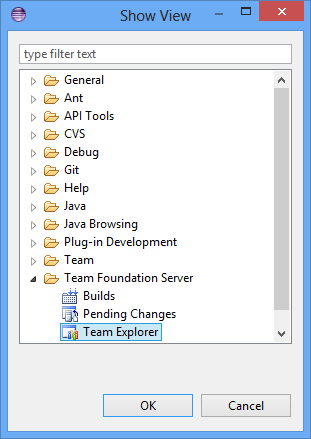 Show View
type filter text
General
Ant
API Tools
CVS
Debug
Git
Help
Java
Java Browsing
Plug-in Development
Team
Team Foundation Server
Builds
Pending Changes
Team Explorer
OK
Cancel